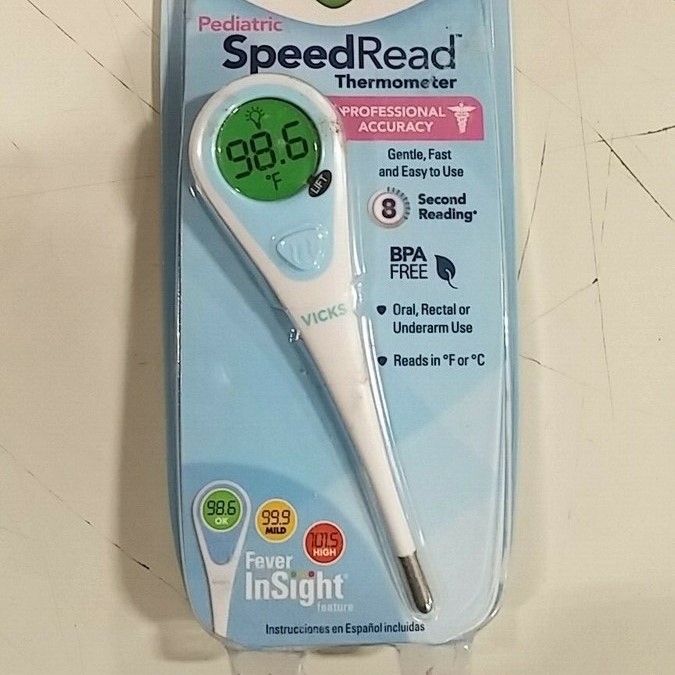 Pediatric
SpeedRead™
Thermometer
PROFESSIONAL
ACCURACY
98.6
°F
LIFT
Gentle, Fast
and Easy to Use
8 Second
Reading*
BPA
FREE
VICKS
Oral, Rectal or
Underarm Use
Reads in °F or °C
98.6
OK
99.9
MILD
101.5
HIGH
Fever
InSight®
feature
Instrucciones en Español incluidas